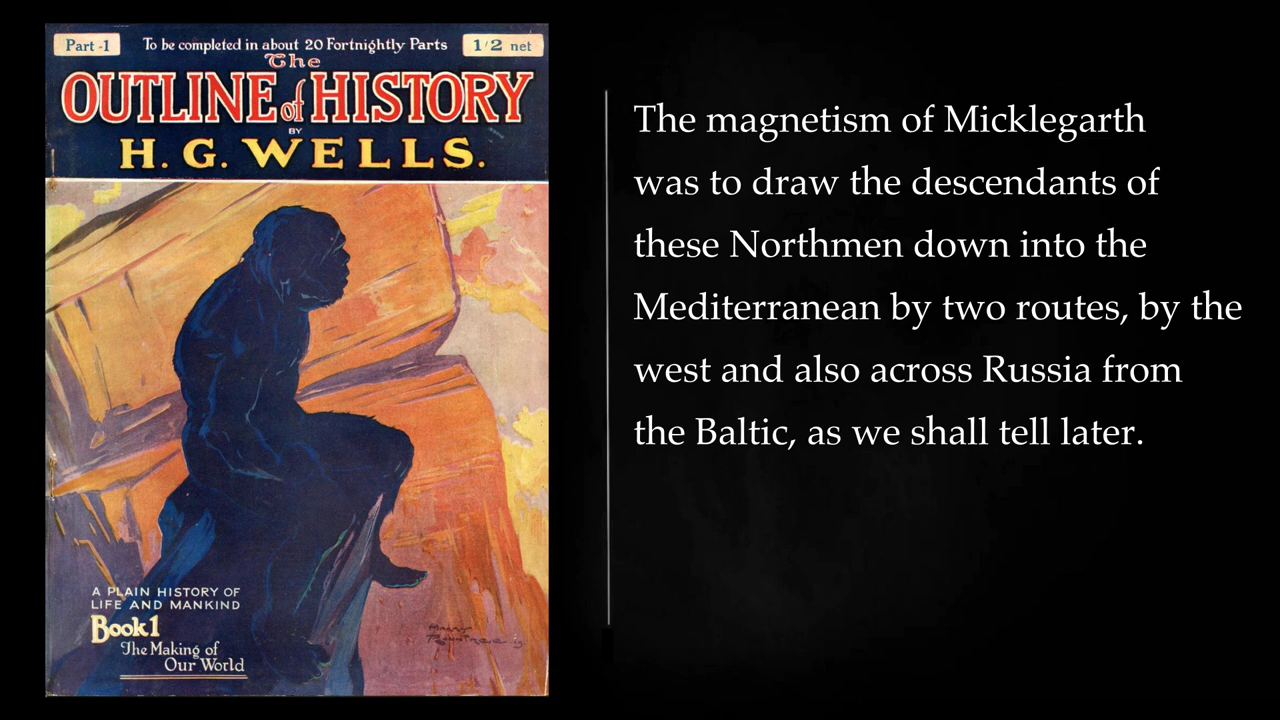 Part -1
To be completed in about 20 Fortnightly Parts
1/2 net
The
OUTLINE of HISTORY
BY
H. G. WELLS.
A PLAIN HISTORY OF
LIFE AND MANKIND
Book 1
The Making of
Our World
The magnetism of Micklegarth
was to draw the descendants of
these Northmen down into the
Mediterranean by two routes, by the
west and also across Russia from
the Baltic, as we shall tell later.